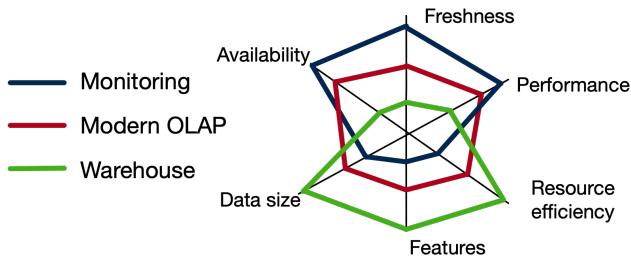 Freshness
Availability
Performance
Monitoring
Modern OLAP
Warehouse
Data size
Resource
efficiency
Features